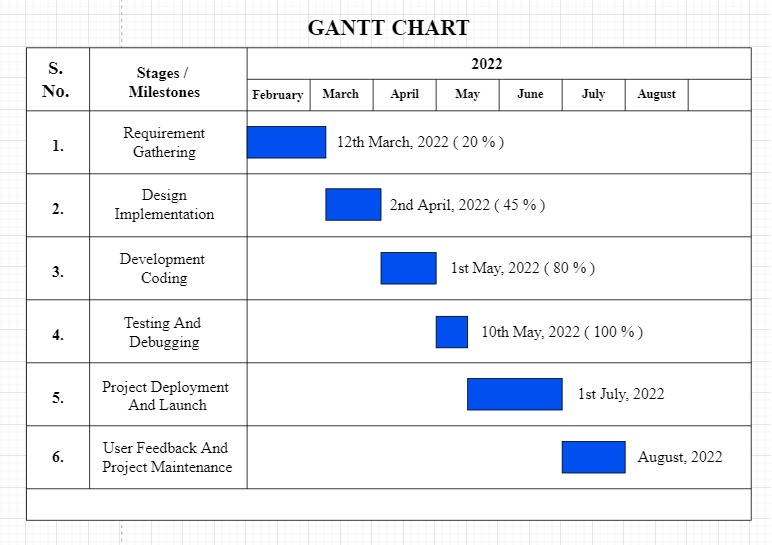 GANTT CHART
S.
No.
Stages /
Milestones
2022
February March April May June July August
1.
Requirement
Gathering
12th March, 2022 ( 20 % )
2.
Design
Implementation
2nd April, 2022 ( 45 % )
3.
Development
Coding
1st May, 2022 ( 80 % )
4.
Testing And
Debugging
10th May, 2022 ( 100 % )
5.
Project Deployment
And Launch
1st July, 2022
6.
User Feedback And
Project Maintenance
August, 2022